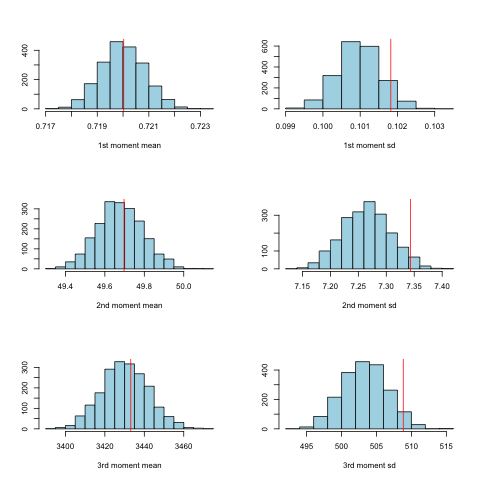 0 200 400
0.717 0.719 0.721 0.723
1st moment mean
0 200 400 600
0.099 0.100 0.101 0.102 0.103
1st moment sd
0 100 200 300
49.4 49.6 49.8 50.0
2nd moment mean
0 100 300
7.15 7.20 7.25 7.30 7.35 7.40
2nd moment sd
0 100 200 300
3400 3420 3440 3460
3rd moment mean
0 200 400
495 500 505 510 515
3rd moment sd